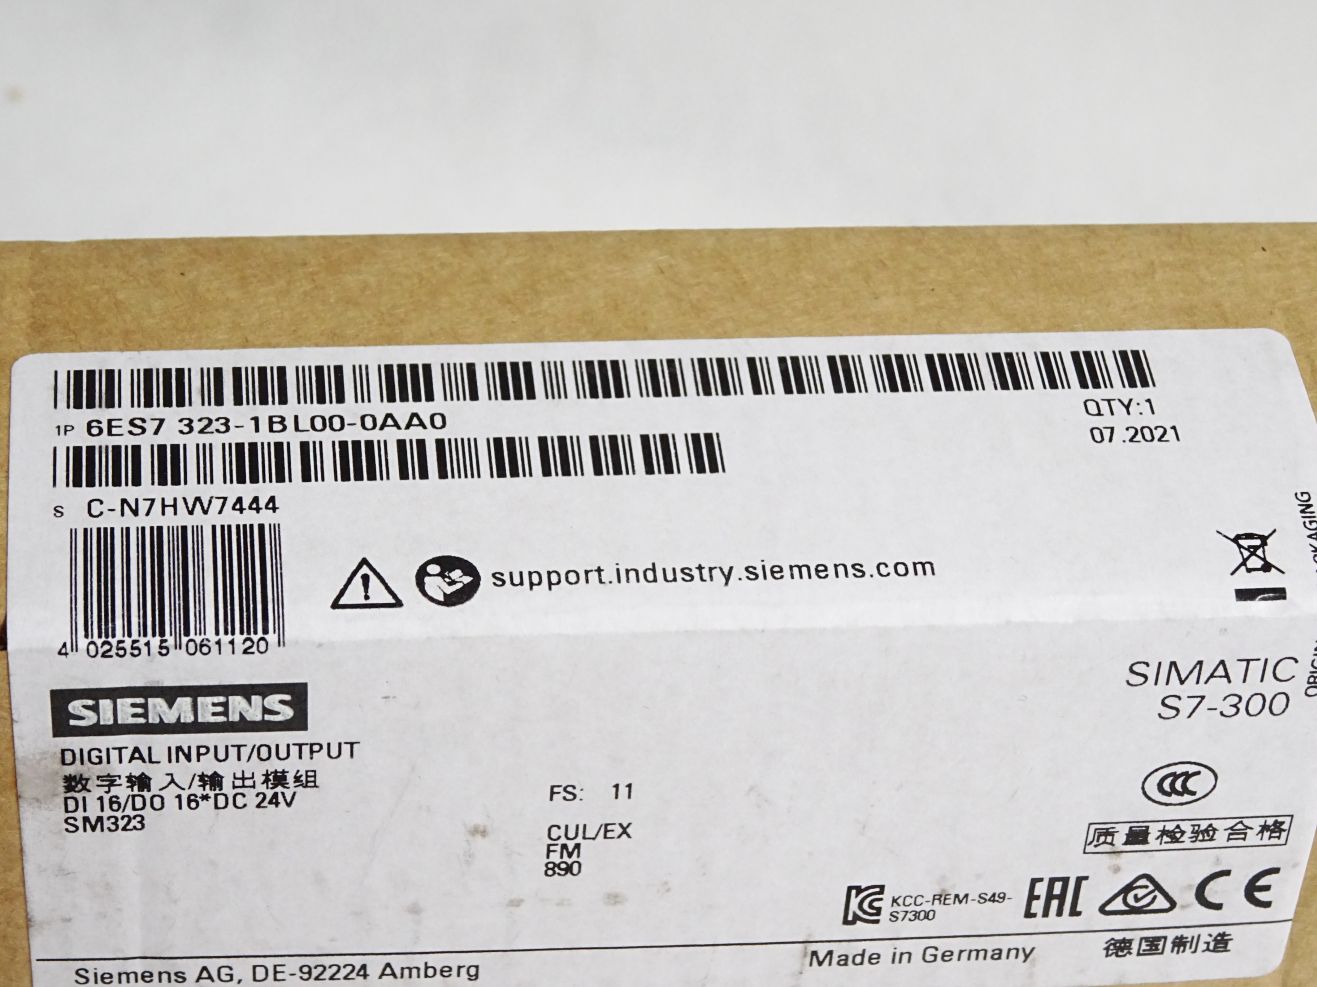 1P 6ES7 323-1BL00-0AA0
QTY:1
07.2021
S C-N7HW7444
4 025515 061120
support.industry.siemens.com
SIMATIC
S7-300
SIEMENS
DIGITAL INPUT/OUTPUT
数字输入/输出模组
DI 16/DO 16*DC 24V
SM323
FS: 11
CUL/EX
FM
890
CCC
质量检验合格
KC
KCC-REM-S49-
S7300
EAC
CE
Siemens AG, DE-92224 Amberg
Made in Germany
德国制造